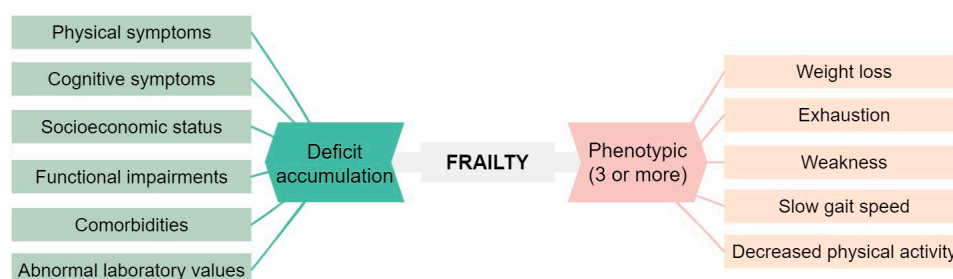 Physical symptoms
Cognitive symptoms
Socioeconomic status
Functional impairments
Comorbidities
Abnormal laboratory values
Deficit
accumulation
FRAILTY
Phenotypic
(3 or more)
Weight loss
Exhaustion
Weakness
Slow gait speed
Decreased physical activity